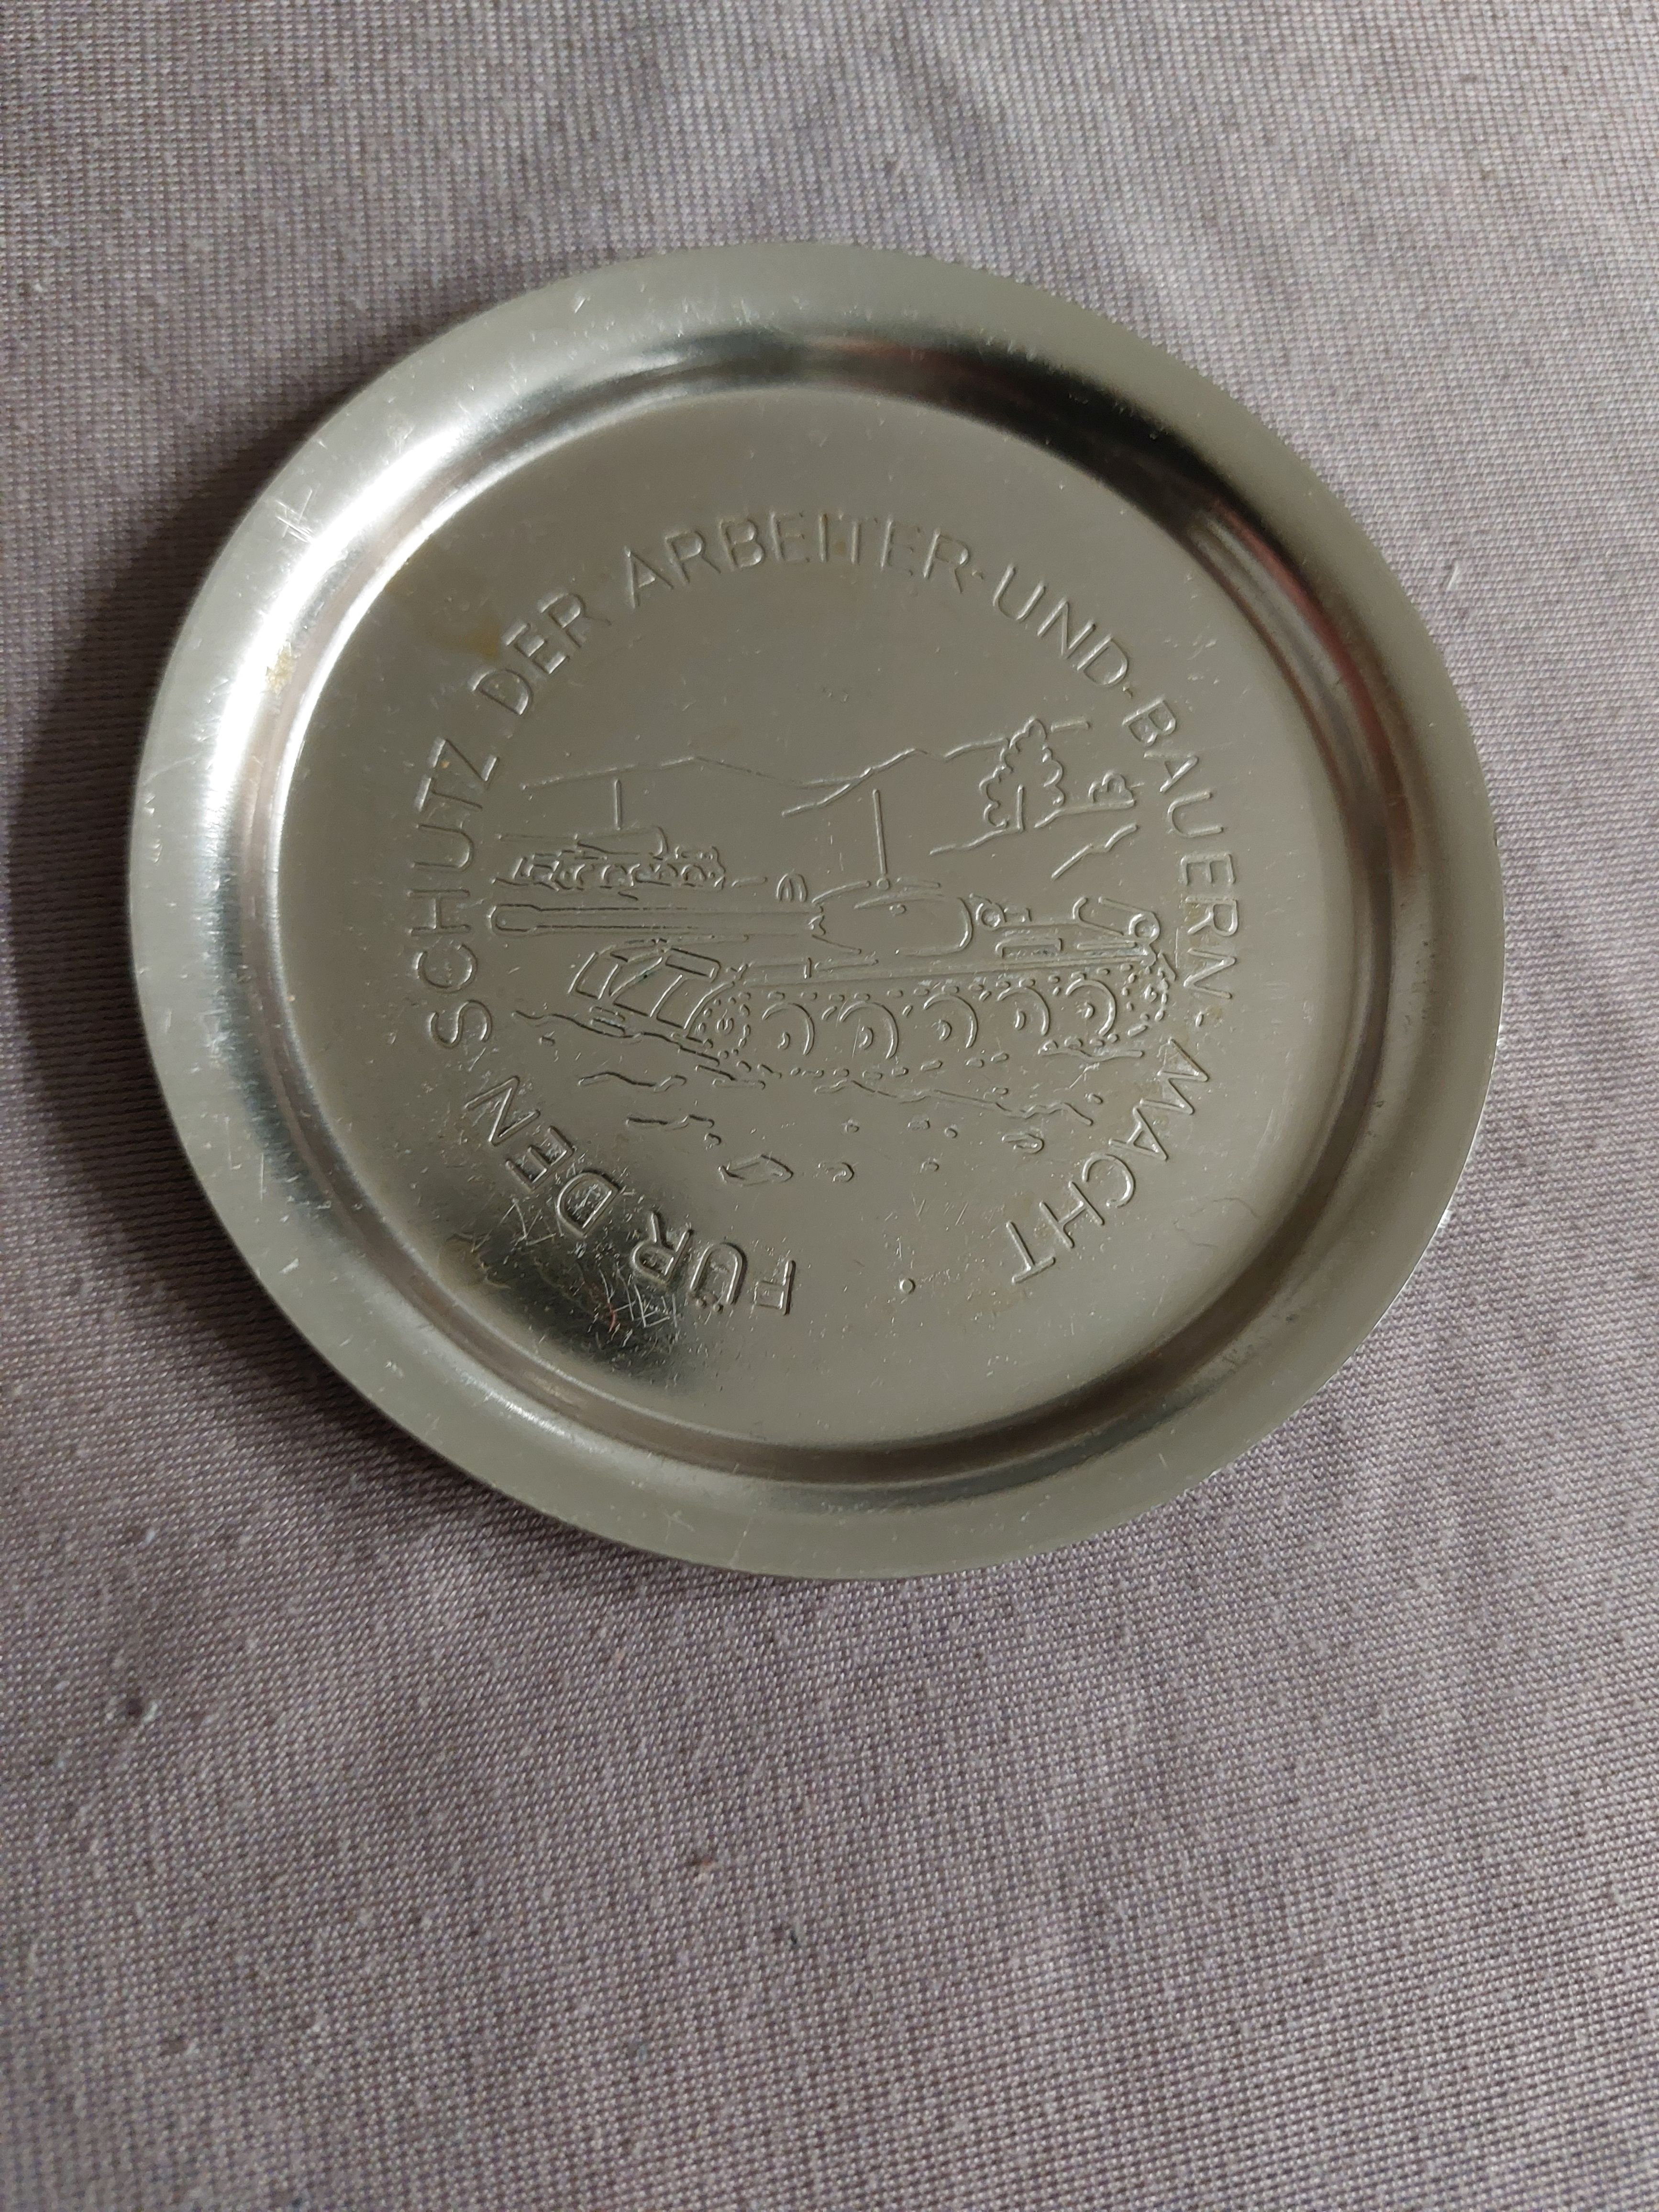 FÜR DEN SCHUTZ DER ARBEITER-UND-BAUERN-MACHT .